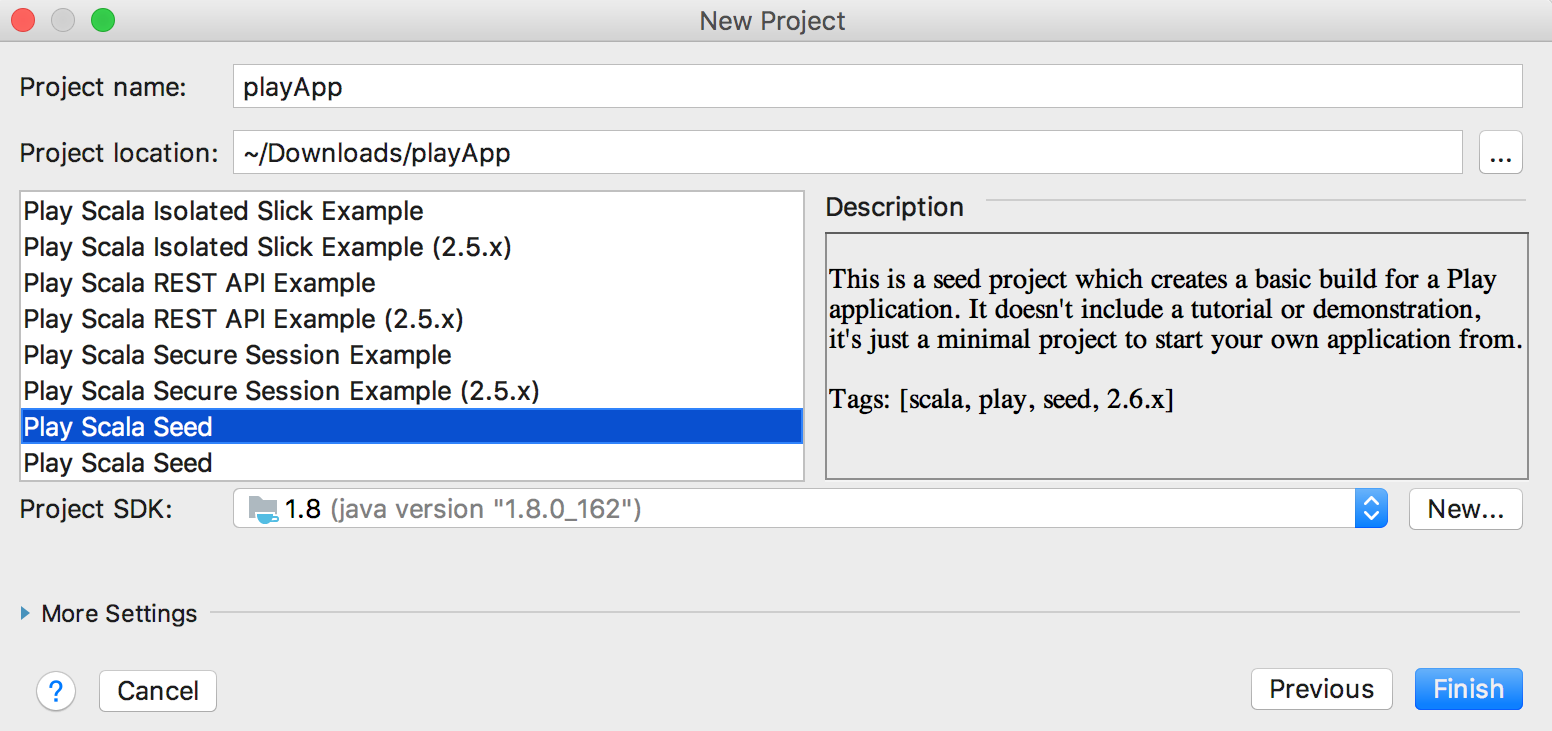 New Project
Project name: playApp
Project location: ~/Downloads/playApp ...
Play Scala Isolated Slick Example
Play Scala Isolated Slick Example (2.5.x)
Play Scala REST API Example
Play Scala REST API Example (2.5.x)
Play Scala Secure Session Example
Play Scala Secure Session Example (2.5.x)
Play Scala Seed
Play Scala Seed
Description
This is a seed project which creates a basic build for a Play
application. It doesn't include a tutorial or demonstration,
it's just a minimal project to start your own application from.
Tags: [scala, play, seed, 2.6.x]
Project SDK: 1.8 (java version "1.8.0_162") New...
More Settings
? Cancel Previous Finish